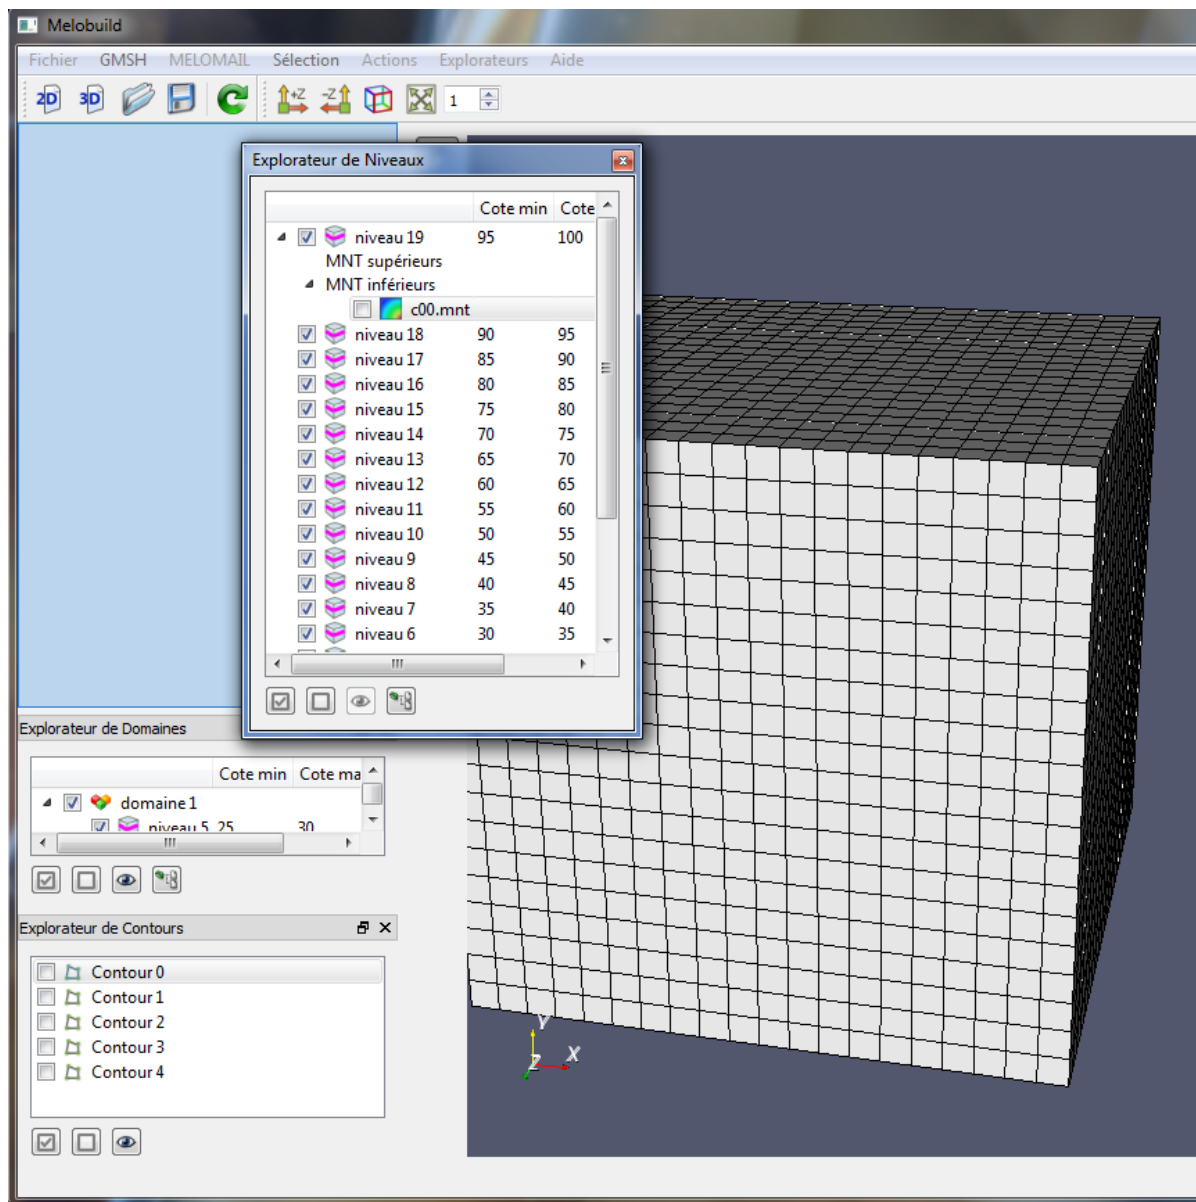 Melobuild
Fichier GMSH MELOMAIL Sélection Actions Explorateurs Aide
2D 3D +Z -Z 1
Explorateur de Niveaux
Cote min Cote
niveau 19 95 100
MNT supérieurs
MNT inférieurs
c00.mnt
niveau 18 90 95
niveau 17 85 90
niveau 16 80 85
niveau 15 75 80
niveau 14 70 75
niveau 13 65 70
niveau 12 60 65
niveau 11 55 60
niveau 10 50 55
niveau 9 45 50
niveau 8 40 45
niveau 7 35 40
niveau 6 30 35
Explorateur de Domaines
Cote min Cote ma
domaine 1
niveau 5 25 30
Explorateur de Contours
Contour 0
Contour 1
Contour 2
Contour 3
Contour 4
Y
Z X